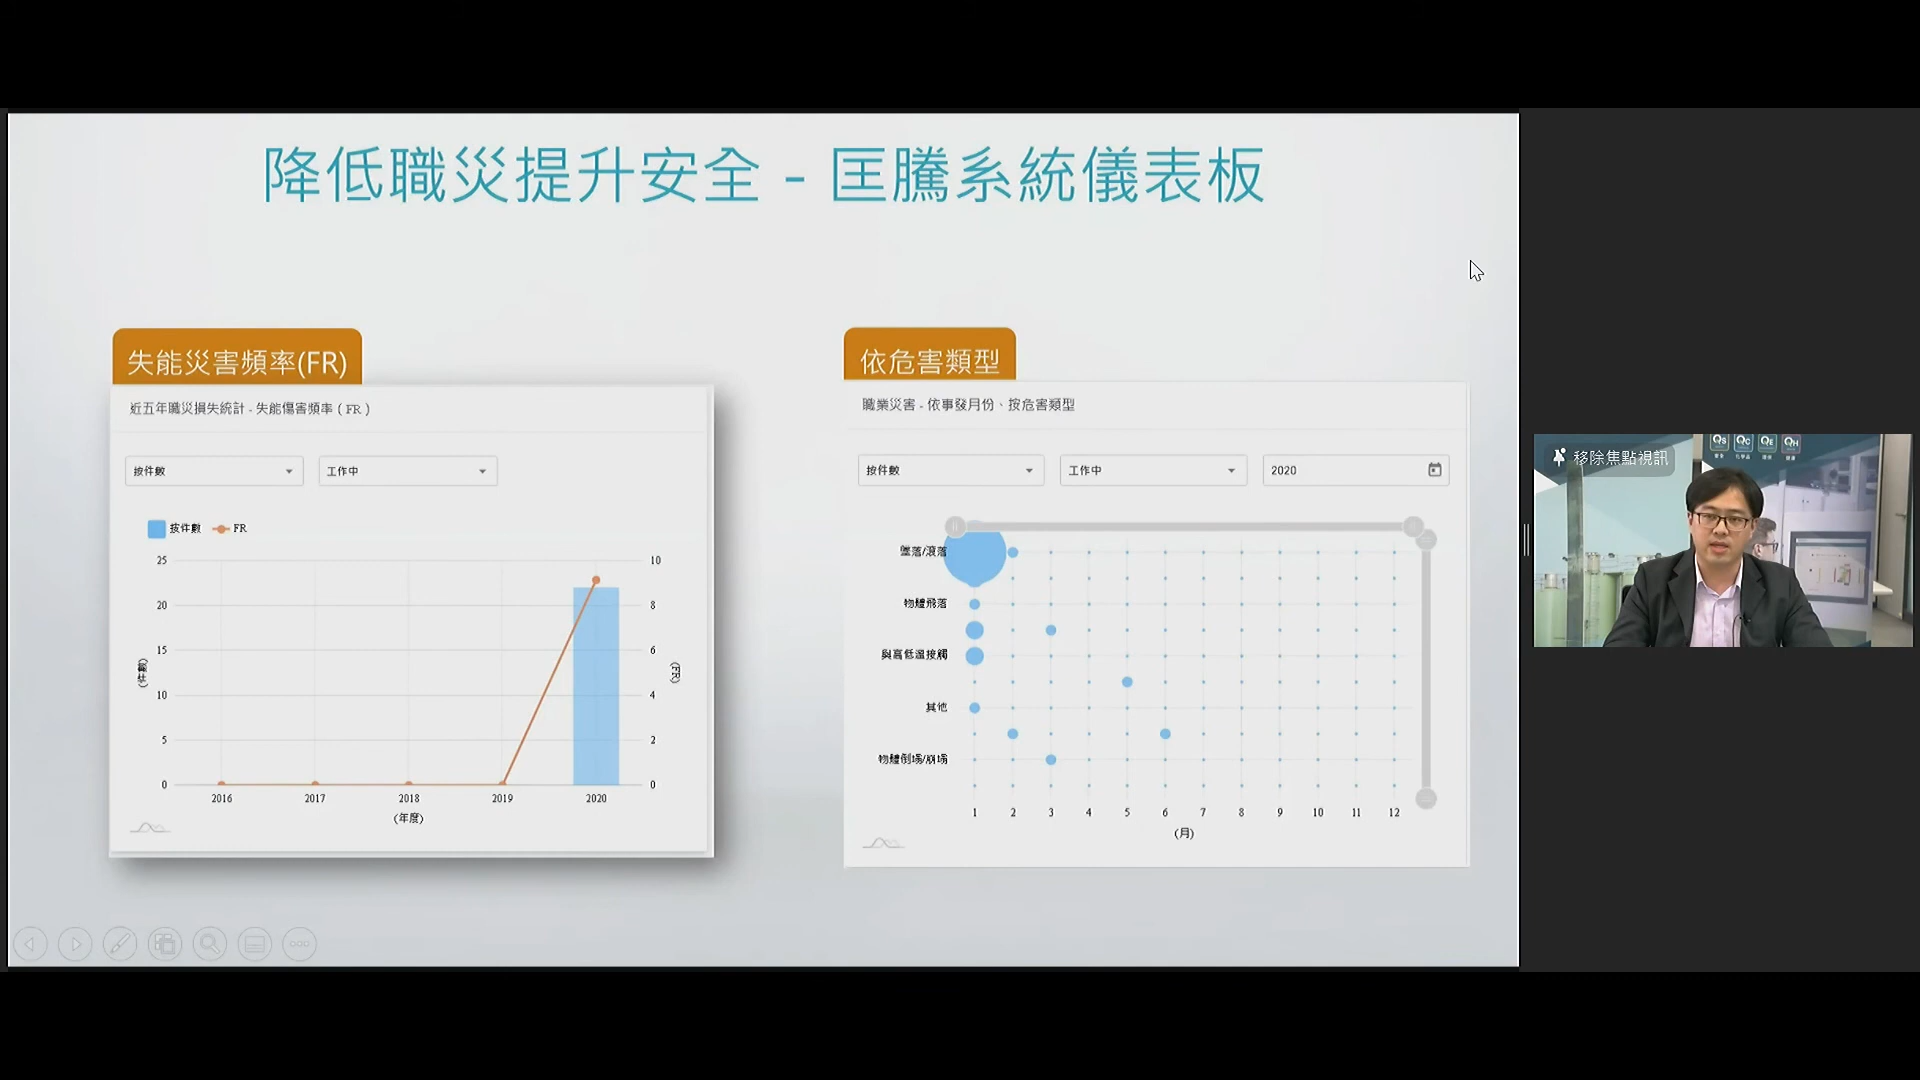 降低職災提升安全 - 匡騰系統儀表板
失能災害頻率(FR)
近五年職災損失統計 - 失能傷害頻率 ( FR )
按件數
工作中
按件數 FR
25
20
15
10
5
0
(件數)
10
8
6
4
2
0
(FR)
2016 2017 2018 2019 2020
(年度)
依危害類型
職業災害 - 依事發月份、按危害類型
按件數
工作中
2020
墜落/滾落
物體飛落
與高低溫接觸
其他
物體倒塌/崩塌
1 2 3 4 5 6 7 8 9 10 11 12
(月)
移除焦點視訊
Qs Qc QE QH